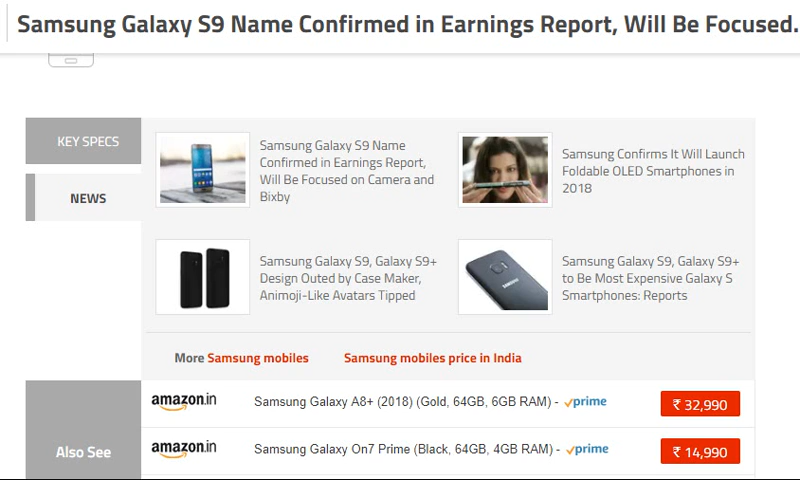 Samsung Galaxy S9 Name Confirmed in Earnings Report, Will Be Focused.
KEY SPECS
NEWS
Samsung Galaxy S9 Name
Confirmed in Earnings Report,
Will Be Focused on Camera and
Bixby
Samsung Confirms It Will Launch
Foldable OLED Smartphones in
2018
Samsung Galaxy S9, Galaxy S9+
Design Outed by Case Maker,
Animoji-Like Avatars Tipped
SAMSUNG
Samsung Galaxy S9, Galaxy S9+
to Be Most Expensive Galaxy S
Smartphones: Reports
More Samsung mobiles Samsung mobiles price in India
Also See
amazon.in Samsung Galaxy A8+ (2018) (Gold, 64GB, 6GB RAM) - prime ₹ 32,990
amazon.in Samsung Galaxy On7 Prime (Black, 64GB, 4GB RAM) - prime ₹ 14,990